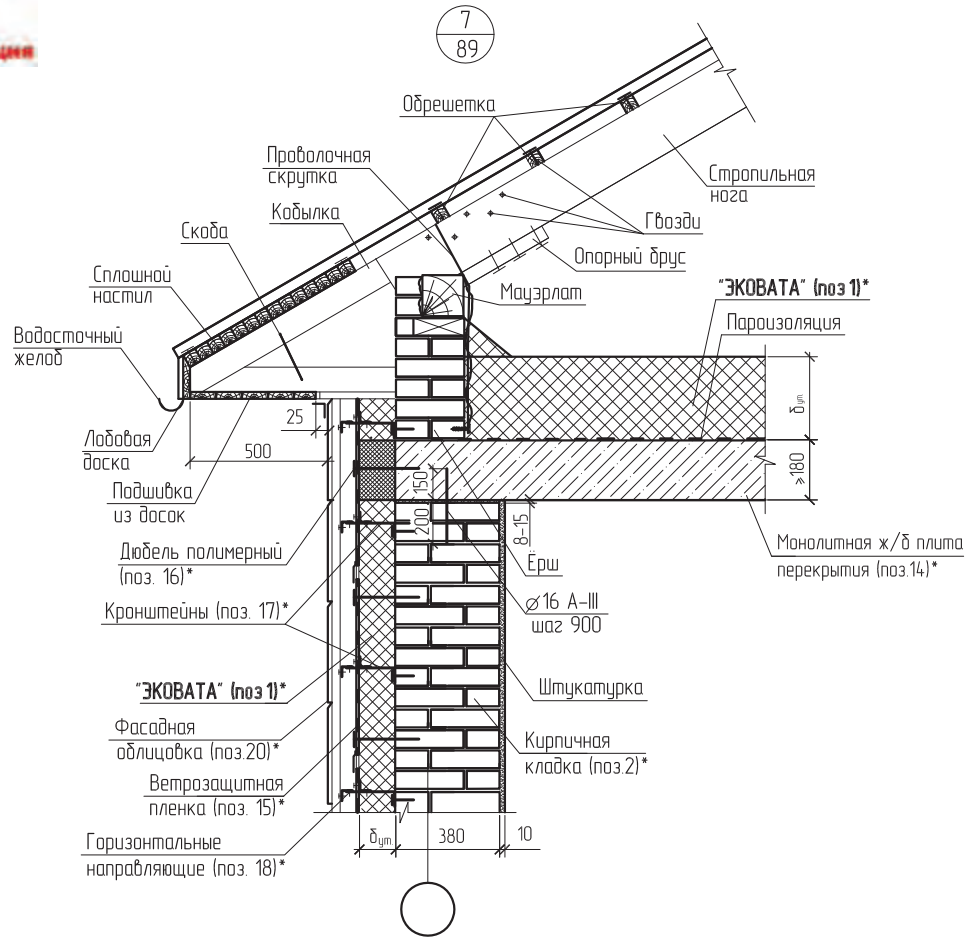 7
89
ция
Обрешетка
Проволочная
скрутка
Кобылка
Скоба
Сплошной
настил
Водосточный
желоб
Стропильная
нога
Гвозди
Опорный брус
Мауэрлат
"ЭКОВАТА" (поз 1)*
Пароизоляция
δут.
≥180
25
500
Лобовая
доска
Подшивка
из досок
150
200
8-15
Дюбель полимерный
(поз. 16)*
Ёрш
Монолитная ж/б плита
перекрытия (поз.14)*
Кронштейны (поз. 17)*
⌀16 А-III
шаг 900
"ЭКОВАТА" (поз 1)*
Штукатурка
Фасадная
облицовка (поз.20)*
Кирпичная
кладка (поз.2)*
Ветрозащитная
пленка (поз. 15)*
Горизонтальные
направляющие (поз. 18)*
δут.
380
10